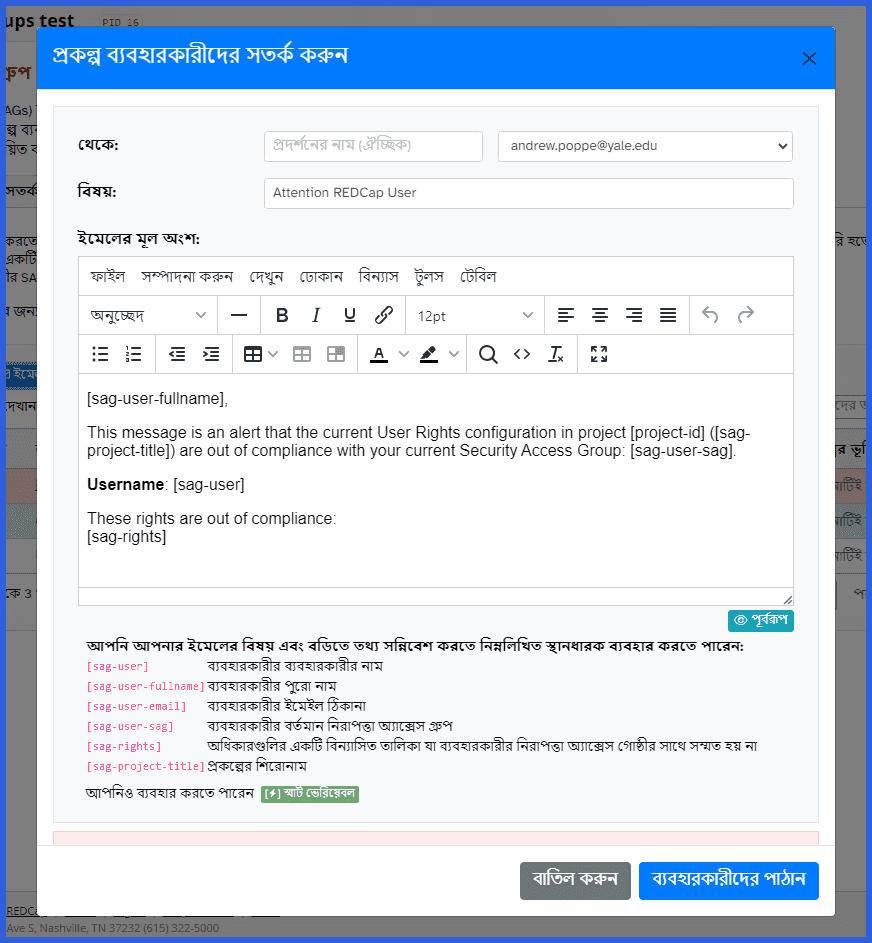 ups test PID 16
প্রকল্প ব্যবহারকারীদের সতর্ক করুন
থেকে: প্রদর্শনের নাম (ঐচ্ছিক) andrew.poppe@yale.edu
বিষয়: Attention REDCap User
ইমেলের মূল অংশ:
ফাইল সম্পাদনা করুন দেখুন ঢোকান বিন্যাস টুলস টেবিল
অনুচ্ছেদ B I U 12pt
A
[sag-user-fullname],
This message is an alert that the current User Rights configuration in project [project-id] ([sag-
project-title]) are out of compliance with your current Security Access Group: [sag-user-sag].
Username: [sag-user]
These rights are out of compliance:
[sag-rights]
পূর্বরূপ
আপনি আপনার ইমেলের বিষয় এবং বডিতে তথ্য সন্নিবেশ করতে নিম্নলিখিত স্থানধারক ব্যবহার করতে পারেন:
[sag-user] ব্যবহারকারীর ব্যবহারকারীর নাম
[sag-user-fullname] ব্যবহারকারীর পুরো নাম
[sag-user-email] ব্যবহারকারীর ইমেইল ঠিকানা
[sag-user-sag] ব্যবহারকারীর বর্তমান নিরাপত্তা অ্যাক্সেস গ্রুপ
[sag-rights] অধিকারগুলির একটি বিন্যাসিত তালিকা যা ব্যবহারকারীর নিরাপত্তা অ্যাক্সেস গোষ্ঠীর সাথে সম্মত হয় না
[sag-project-title] প্রকল্পের শিরোনাম
আপনিও ব্যবহার করতে পারেন [⚡] স্মার্ট ভেরিয়েবল
বাতিল করুন ব্যবহারকারীদের পাঠান
Ave S, Nashville, TN 37232 (615) 322-5000